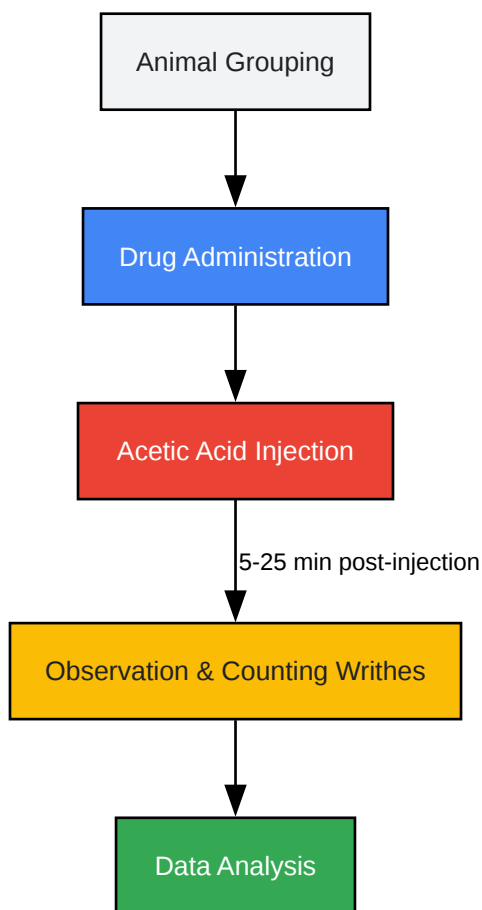 Animal Grouping
Drug Administration
Acetic Acid Injection
5-25 min post-injection
Observation & Counting Writhes
Data Analysis